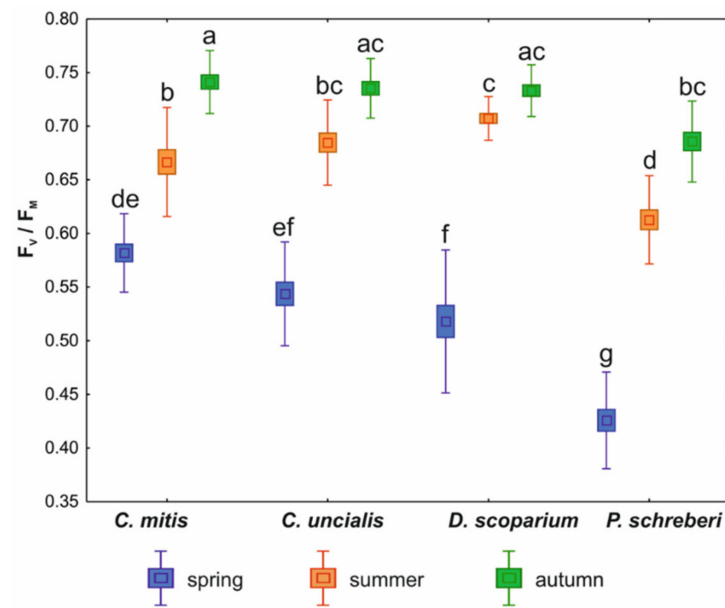 0.80
0.75
0.70
0.65
0.60
0.55
0.50
0.45
0.40
0.35
Fv / FM
a
b
de
ac
bc
ef
ac
c
f
bc
d
g
C. mitis C. uncialis D. scoparium P. schreberi
spring summer autumn